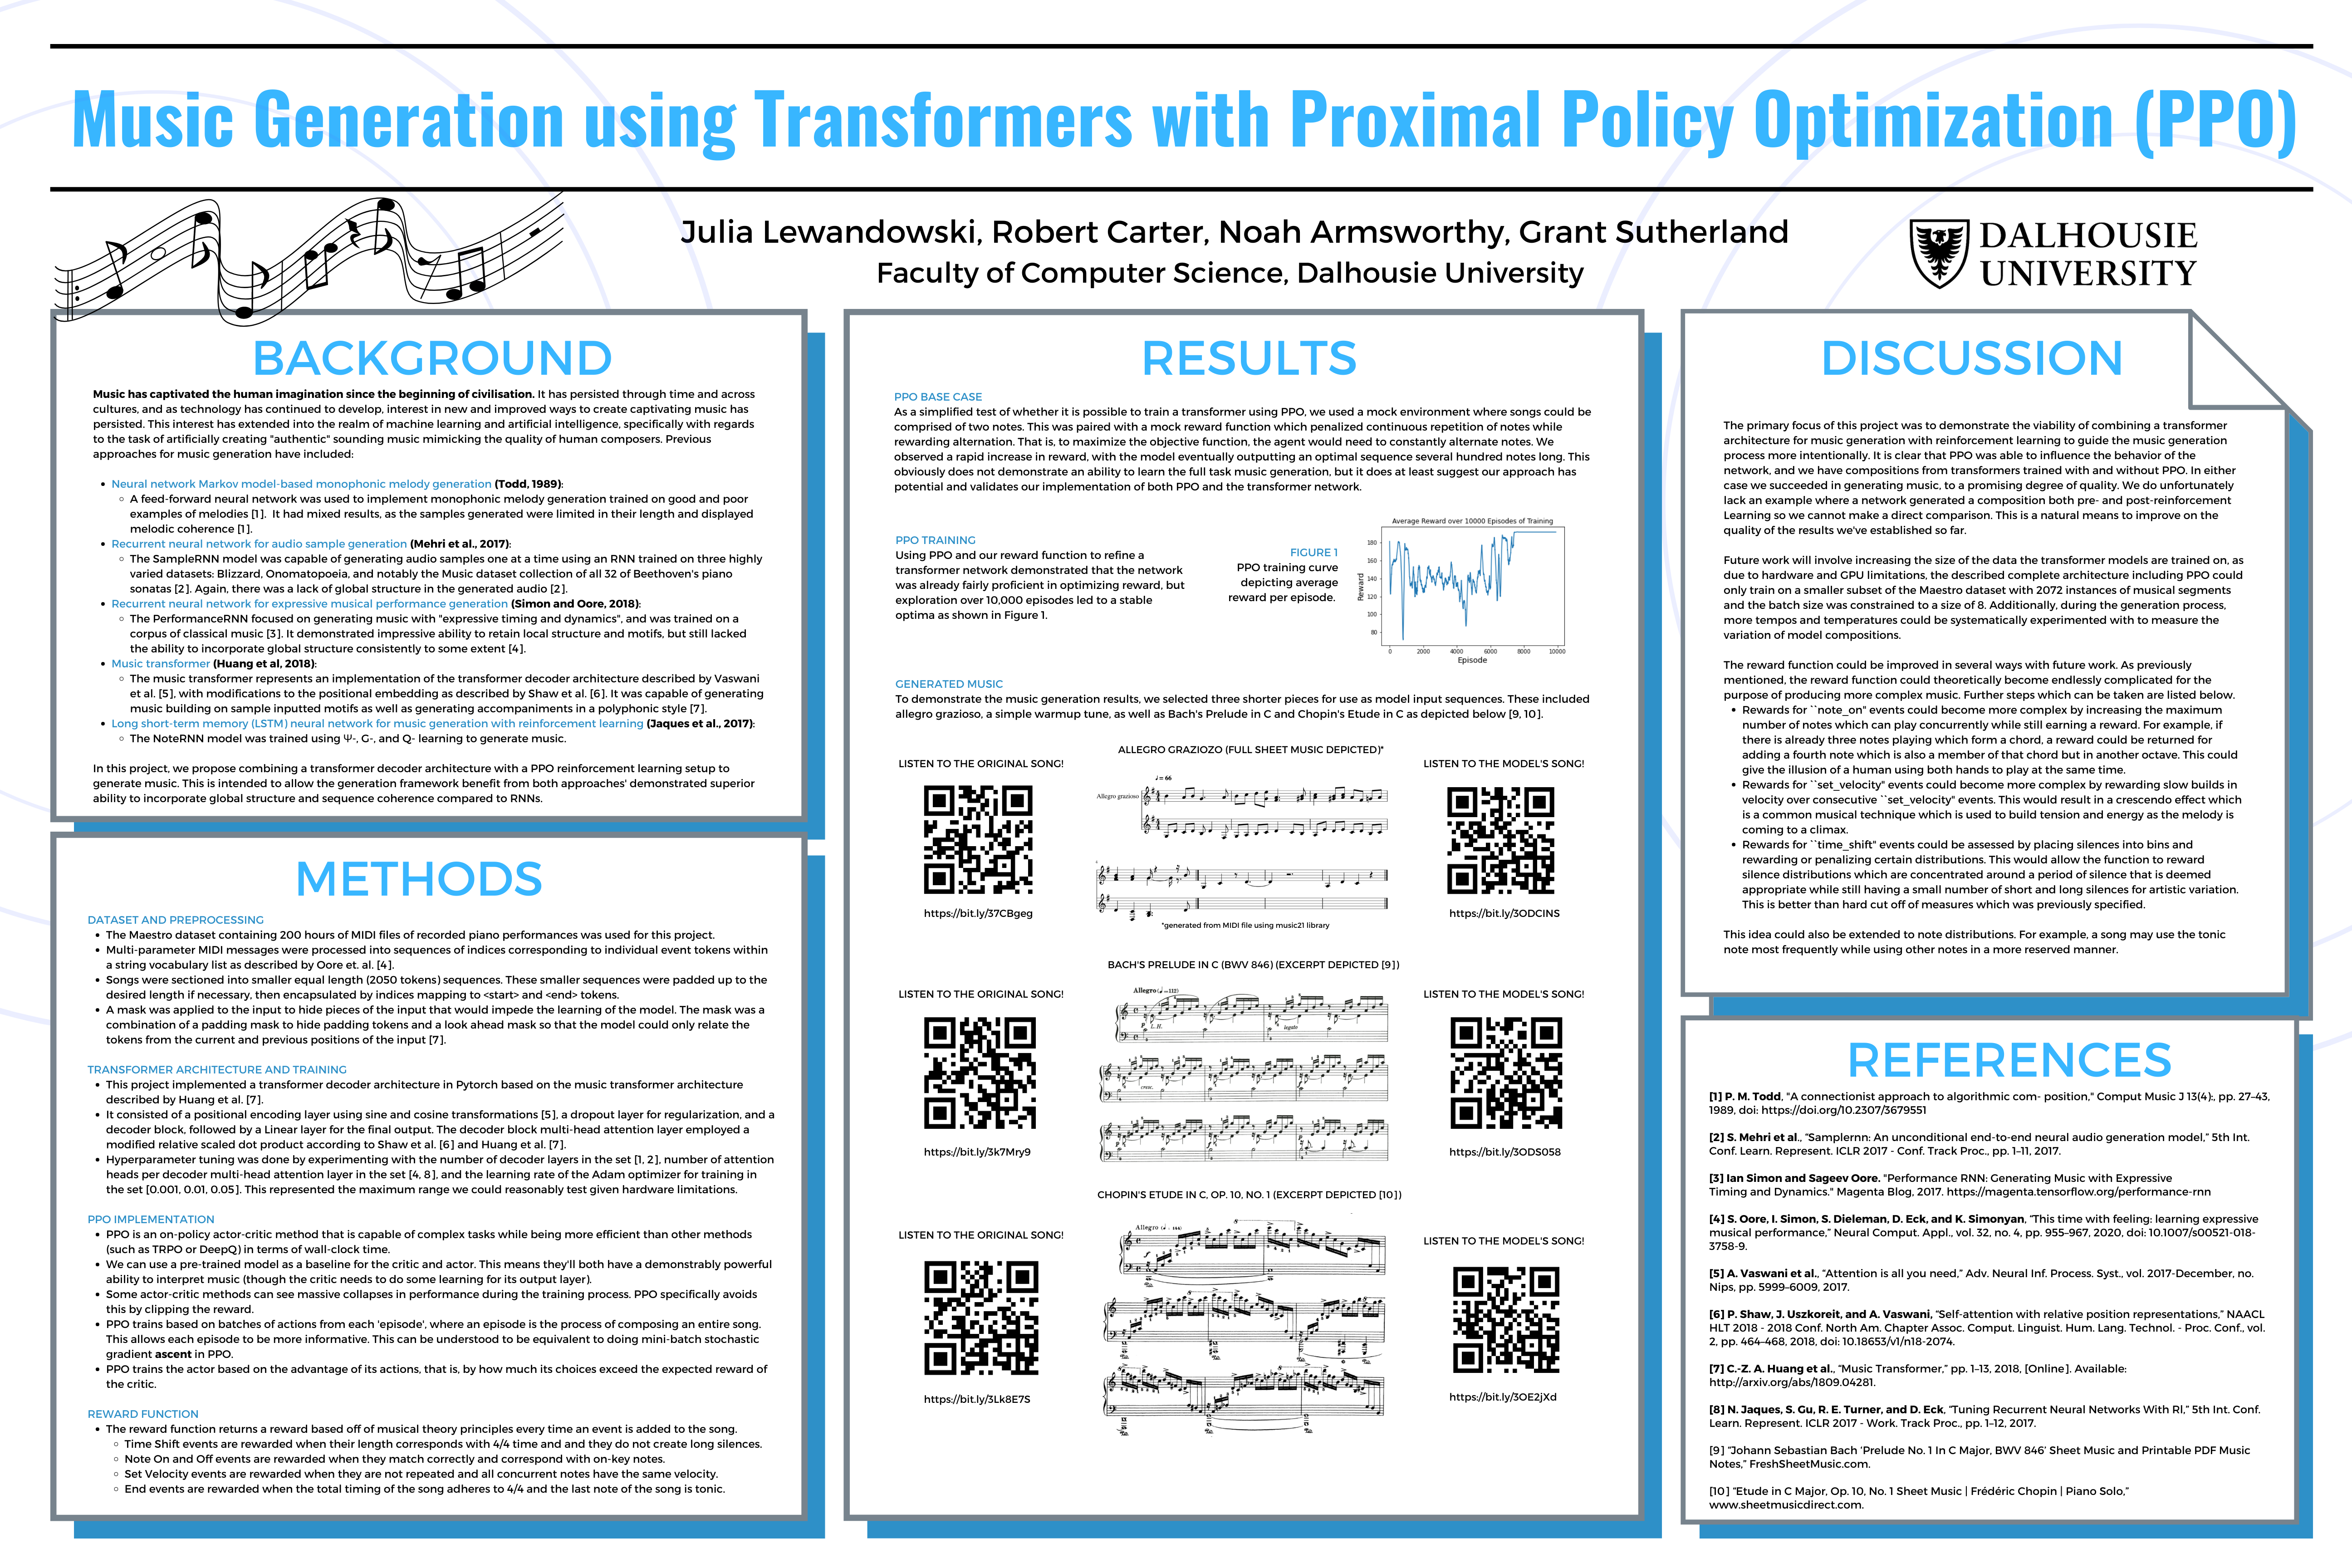 Music Generation using Transformers with Proximal Policy Optimization (PPO)
Julia Lewandowski, Robert Carter, Noah Armsworthy, Grant Sutherland
Faculty of Computer Science, Dalhousie University
DALHOUSIE
UNIVERSITY
BACKGROUND
Music has captivated the human imagination since the beginning of civilisation. It has persisted through time and across
cultures, and as technology has continued to develop, interest in new and improved ways to create captivating music has
persisted. This interest has extended into the realm of machine learning and artificial intelligence, specifically with regards
to the task of artificially creating "authentic" sounding music mimicking the quality of human composers. Previous
approaches for music generation have included:
• Neural network Markov model-based monophonic melody generation (Todd, 1989):
◦ A feed-forward neural network was used to implement monophonic melody generation trained on good and poor
examples of melodies [1]. It had mixed results, as the samples generated were limited in their length and displayed
melodic coherence [1].
• Recurrent neural network for audio sample generation (Mehri et al., 2017):
◦ The SampleRNN model was capable of generating audio samples one at a time using an RNN trained on three highly
varied datasets: Blizzard, Onomatopoeia, and notably the Music dataset collection of all 32 of Beethoven's piano
sonatas [2]. Again, there was a lack of global structure in the generated audio [2].
• Recurrent neural network for expressive musical performance generation (Simon and Oore, 2018):
◦ The PerformanceRNN focused on generating music with "expressive timing and dynamics", and was trained on a
corpus of classical music [3]. It demonstrated impressive ability to retain local structure and motifs, but still lacked
the ability to incorporate global structure consistently to some extent [4].
• Music transformer (Huang et al, 2018):
◦ The music transformer represents an implementation of the transformer decoder architecture described by Vaswani
et al. [5], with modifications to the positional embedding as described by Shaw et al. [6]. It was capable of generating
music building on sample inputted motifs as well as generating accompaniments in a polyphonic style [7].
• Long short-term memory (LSTM) neural network for music generation with reinforcement learning (Jaques et al., 2017):
◦ The NoteRNN model was trained using Ψ-, G-, and Q- learning to generate music.
In this project, we propose combining a transformer decoder architecture with a PPO reinforcement learning setup to
generate music. This is intended to allow the generation framework benefit from both approaches' demonstrated superior
ability to incorporate global structure and sequence coherence compared to RNNs.
METHODS
DATASET AND PREPROCESSING
• The Maestro dataset containing 200 hours of MIDI files of recorded piano performances was used for this project.
• Multi-parameter MIDI messages were processed into sequences of indices corresponding to individual event tokens within
a string vocabulary list as described by Oore et. al. [4].
• Songs were sectioned into smaller equal length (2050 tokens) sequences. These smaller sequences were padded up to the
desired length if necessary, then encapsulated by indices mapping to <start> and <end> tokens.
• A mask was applied to the input to hide pieces of the input that would impede the learning of the model. The mask was a
combination of a padding mask to hide padding tokens and a look ahead mask so that the model could only relate the
tokens from the current and previous positions of the input [7].
TRANSFORMER ARCHITECTURE AND TRAINING
• This project implemented a transformer decoder architecture in Pytorch based on the music transformer architecture
described by Huang et al. [7].
• It consisted of a positional encoding layer using sine and cosine transformations [5], a dropout layer for regularization, and a
decoder block, followed by a Linear layer for the final output. The decoder block multi-head attention layer employed a
modified relative scaled dot product according to Shaw et al. [6] and Huang et al. [7].
• Hyperparameter tuning was done by experimenting with the number of decoder layers in the set [1, 2], number of attention
heads per decoder multi-head attention layer in the set [4, 8], and the learning rate of the Adam optimizer for training in
the set [0.001, 0.01, 0.05]. This represented the maximum range we could reasonably test given hardware limitations.
PPO IMPLEMENTATION
• PPO is an on-policy actor-critic method that is capable of complex tasks while being more efficient than other methods
(such as TRPO or DeepQ) in terms of wall-clock time.
• We can use a pre-trained model as a baseline for the critic and actor. This means they'll both have a demonstrably powerful
ability to interpret music (though the critic needs to do some learning for its output layer).
• Some actor-critic methods can see massive collapses in performance during the training process. PPO specifically avoids
this by clipping the reward.
• PPO trains based on batches of actions from each 'episode', where an episode is the process of composing an entire song.
This allows each episode to be more informative. This can be understood to be equivalent to doing mini-batch stochastic
gradient ascent in PPO.
• PPO trains the actor based on the advantage of its actions, that is, by how much its choices exceed the expected reward of
the critic.
REWARD FUNCTION
• The reward function returns a reward based off of musical theory principles every time an event is added to the song.
◦ Time Shift events are rewarded when their length corresponds with 4/4 time and and they do not create long silences.
◦ Note On and Off events are rewarded when they match correctly and correspond with on-key notes.
◦ Set Velocity events are rewarded when they are not repeated and all concurrent notes have the same velocity.
◦ End events are rewarded when the total timing of the song adheres to 4/4 and the last note of the song is tonic.
RESULTS
PPO BASE CASE
As a simplified test of whether it is possible to train a transformer using PPO, we used a mock environment where songs could be
comprised of two notes. This was paired with a mock reward function which penalized continuous repetition of notes while
rewarding alternation. That is, to maximize the objective function, the agent would need to constantly alternate notes. We
observed a rapid increase in reward, with the model eventually outputting an optimal sequence several hundred notes long. This
obviously does not demonstrate an ability to learn the full task music generation, but it does at least suggest our approach has
potential and validates our implementation of both PPO and the transformer network.
PPO TRAINING
Using PPO and our reward function to refine a
transformer network demonstrated that the network
was already fairly proficient in optimizing reward, but
exploration over 10,000 episodes led to a stable
optima as shown in Figure 1.
FIGURE 1
PPO training curve
depicting average
reward per episode.
Average Reward over 10000 Episodes of Training
180
160
140
120
100
80
Reward
0 2000 4000 6000 8000 10000
Episode
GENERATED MUSIC
To demonstrate the music generation results, we selected three shorter pieces for use as model input sequences. These included
allegro grazioso, a simple warmup tune, as well as Bach's Prelude in C and Chopin's Etude in C as depicted below [9, 10].
ALLEGRO GRAZIOZO (FULL SHEET MUSIC DEPICTED)*
LISTEN TO THE ORIGINAL SONG!
LISTEN TO THE MODEL'S SONG!
♩ = 66
Allegro grazioso
https://bit.ly/37CBgeg
https://bit.ly/3ODCINS
*generated from MIDI file using music21 library
BACH'S PRELUDE IN C (BWV 846) (EXCERPT DEPICTED [9])
LISTEN TO THE ORIGINAL SONG!
LISTEN TO THE MODEL'S SONG!
Allegro (♩=112)
p L.H. legato
cresc.
https://bit.ly/3k7Mry9
https://bit.ly/3ODS058
CHOPIN'S ETUDE IN C, OP. 10, NO. 1 (EXCERPT DEPICTED [10])
LISTEN TO THE ORIGINAL SONG!
LISTEN TO THE MODEL'S SONG!
Allegro
https://bit.ly/3Lk8E7S
https://bit.ly/3OE2jXd
DISCUSSION
The primary focus of this project was to demonstrate the viability of combining a transformer
architecture for music generation with reinforcement learning to guide the music generation
process more intentionally. It is clear that PPO was able to influence the behavior of the
network, and we have compositions from transformers trained with and without PPO. In either
case we succeeded in generating music, to a promising degree of quality. We do unfortunately
lack an example where a network generated a composition both pre- and post-reinforcement
Learning so we cannot make a direct comparison. This is a natural means to improve on the
quality of the results we've established so far.
Future work will involve increasing the size of the data the transformer models are trained on, as
due to hardware and GPU limitations, the described complete architecture including PPO could
only train on a smaller subset of the Maestro dataset with 2072 instances of musical segments
and the batch size was constrained to a size of 8. Additionally, during the generation process,
more tempos and temperatures could be systematically experimented with to measure the
variation of model compositions.
The reward function could be improved in several ways with future work. As previously
mentioned, the reward function could theoretically become endlessly complicated for the
purpose of producing more complex music. Further steps which can be taken are listed below.
• Rewards for ``note_on" events could become more complex by increasing the maximum
number of notes which can play concurrently while still earning a reward. For example, if
there is already three notes playing which form a chord, a reward could be returned for
adding a fourth note which is also a member of that chord but in another octave. This could
give the illusion of a human using both hands to play at the same time.
• Rewards for ``set_velocity" events could become more complex by rewarding slow builds in
velocity over consecutive ``set_velocity" events. This would result in a crescendo effect which
is a common musical technique which is used to build tension and energy as the melody is
coming to a climax.
• Rewards for ``time_shift" events could be assessed by placing silences into bins and
rewarding or penalizing certain distributions. This would allow the function to reward
silence distributions which are concentrated around a period of silence that is deemed
appropriate while still having a small number of short and long silences for artistic variation.
This is better than hard cut off of measures which was previously specified.
This idea could also be extended to note distributions. For example, a song may use the tonic
note most frequently while using other notes in a more reserved manner.
REFERENCES
[1] P. M. Todd, "A connectionist approach to algorithmic com- position," Comput Music J 13(4):, pp. 27–43,
1989, doi: https://doi.org/10.2307/3679551
[2] S. Mehri et al., "Samplernn: An unconditional end-to-end neural audio generation model," 5th Int.
Conf. Learn. Represent. ICLR 2017 - Conf. Track Proc., pp. 1–11, 2017.
[3] Ian Simon and Sageev Oore. "Performance RNN: Generating Music with Expressive
Timing and Dynamics." Magenta Blog, 2017. https://magenta.tensorflow.org/performance-rnn
[4] S. Oore, I. Simon, S. Dieleman, D. Eck, and K. Simonyan, "This time with feeling: learning expressive
musical performance," Neural Comput. Appl., vol. 32, no. 4, pp. 955–967, 2020, doi: 10.1007/s00521-018-
3758-9.
[5] A. Vaswani et al., "Attention is all you need," Adv. Neural Inf. Process. Syst., vol. 2017-December, no.
Nips, pp. 5999–6009, 2017.
[6] P. Shaw, J. Uszkoreit, and A. Vaswani, "Self-attention with relative position representations," NAACL
HLT 2018 - 2018 Conf. North Am. Chapter Assoc. Comput. Linguist. Hum. Lang. Technol. - Proc. Conf., vol.
2, pp. 464–468, 2018, doi: 10.18653/v1/n18-2074.
[7] C.-Z. A. Huang et al., "Music Transformer," pp. 1–13, 2018, [Online]. Available:
http://arxiv.org/abs/1809.04281.
[8] N. Jaques, S. Gu, R. E. Turner, and D. Eck, "Tuning Recurrent Neural Networks With Rl," 5th Int. Conf.
Learn. Represent. ICLR 2017 - Work. Track Proc., pp. 1–12, 2017.
[9] "Johann Sebastian Bach 'Prelude No. 1 In C Major, BWV 846' Sheet Music and Printable PDF Music
Notes," FreshSheetMusic.com.
[10] "Etude in C Major, Op. 10, No. 1 Sheet Music | Frédéric Chopin | Piano Solo,"
www.sheetmusicdirect.com.